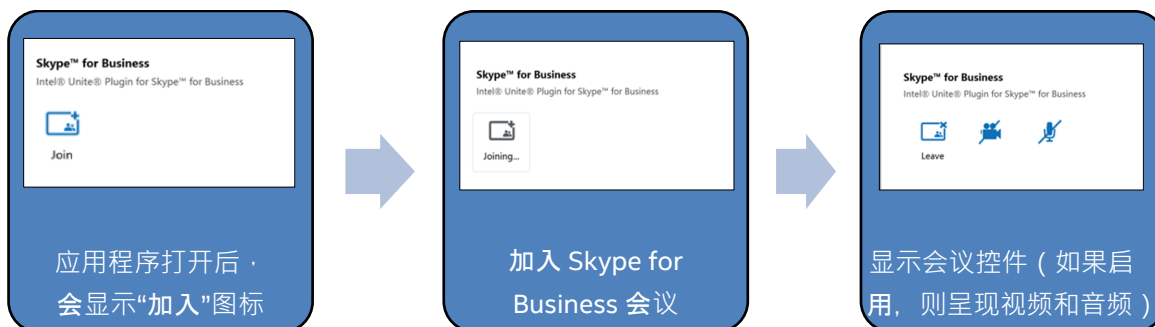 Skype™ for Business
Intel® Unite® Plugin for Skype™ for Business
Join
应用程序打开后，
会显示“加入”图标
Skype™ for Business
Intel® Unite® Plugin for Skype™ for Business
Joining...
加入 Skype for
Business 会议
Skype™ for Business
Intel® Unite® Plugin for Skype™ for Business
Leave
显示会议控件（如果启
用，则呈现视频和音频）